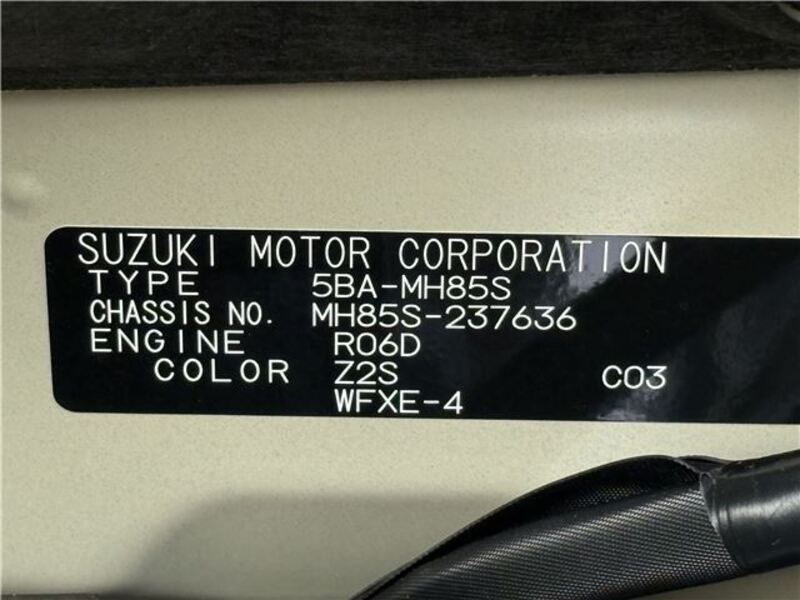 SUZUKI MOTOR CORPORATION
TYPE 5BA-MH85S
CHASSIS NO. MH85S-237636
ENGINE R06D
COLOR Z2S C03
WFXE-4